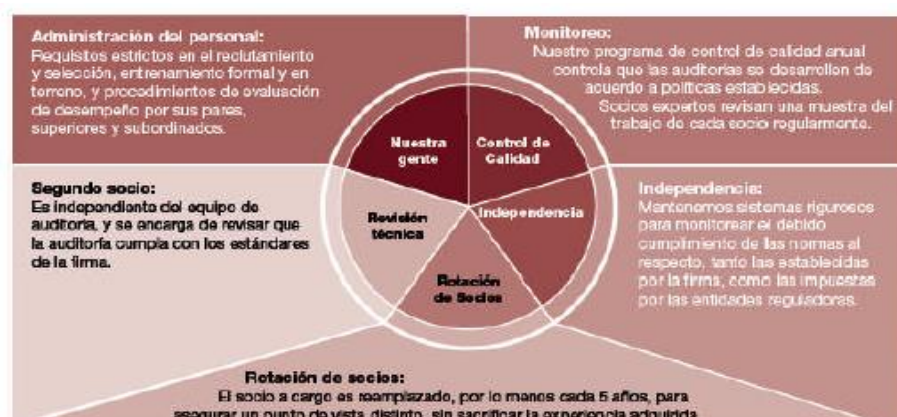 Administración del personal:
Requistos estrictos en el reclutamiento
y selección, entrenamiento formal y en
terreno, y procedimientos de evaluación
de desempeño por sus pares,
superiores y subordinados.
Monitoreo:
Nuestro programa de control de calidad anual
controla que las auditorías se desarrollen de
acuerdo a políticas establecidas.
Socios expertos revisan una muestra del
trabajo de cada socio regularmente.
Nuestra
gente
Control de
Calidad
Segundo socio:
Es independiente del equipo de
auditoría, y se encarga de revisar que
la auditoría cumpla con los estándares
de la firma.
Revisión
técnica
Independencia
Independencia:
Mantenemos sistemas rigurosos
para monitorear el debido
cumplimiento de las normas al
respecto, tanto las establecidas
por la firma, como las impuestas
por las entidades reguladoras.
Rotación
de Socios
Rotación de socios:
El socio a cargo es reemplazado, por lo menos cada 5 años, para
asegurar un punto de vista distinto, sin sacrificar la experiencia adquirida